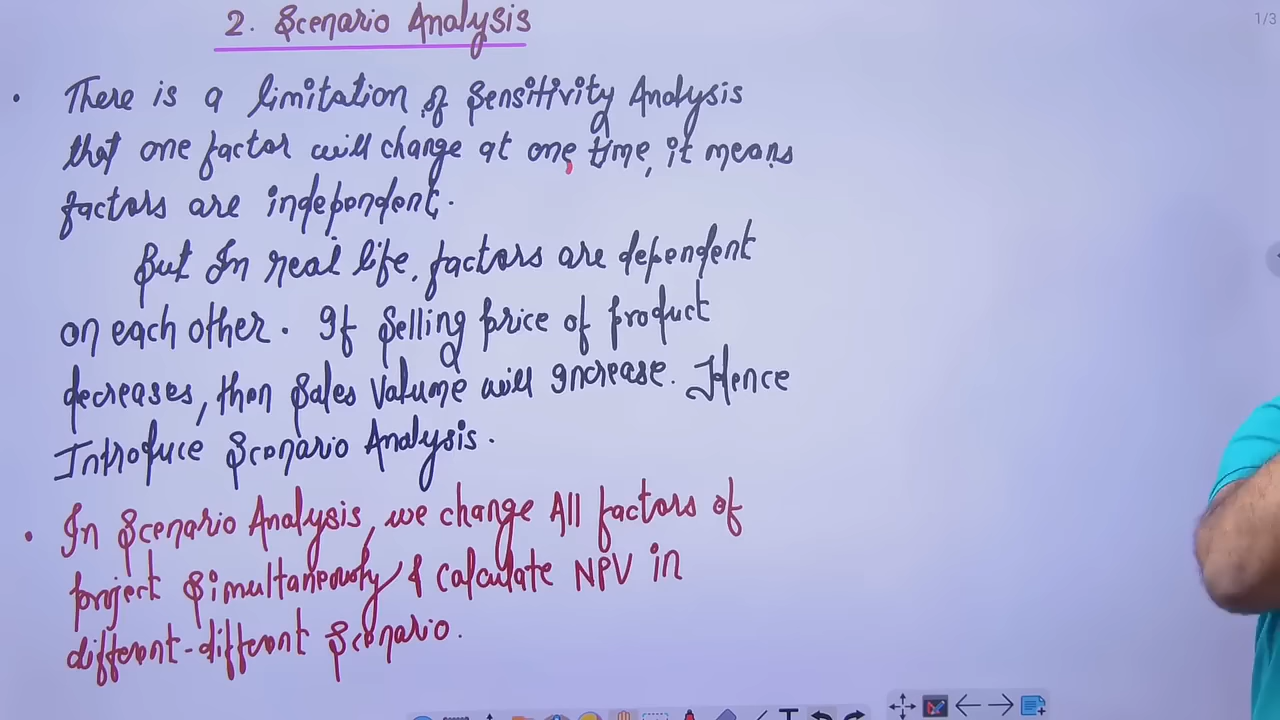 2. Scenario Analysis
1/3
• There is a limitation of Sensitivity Analysis
that one factor will change at one time, it means
factors are independent.
But In real life, factors are dependent
on each other. If Selling price of product
decreases, then Sales Volume will Increase. Hence
Introduce Scenario Analysis.
• In Scenario Analysis, we change All factors of
project Simultaneously & Calculate NPV in
different-different Scenario.
T